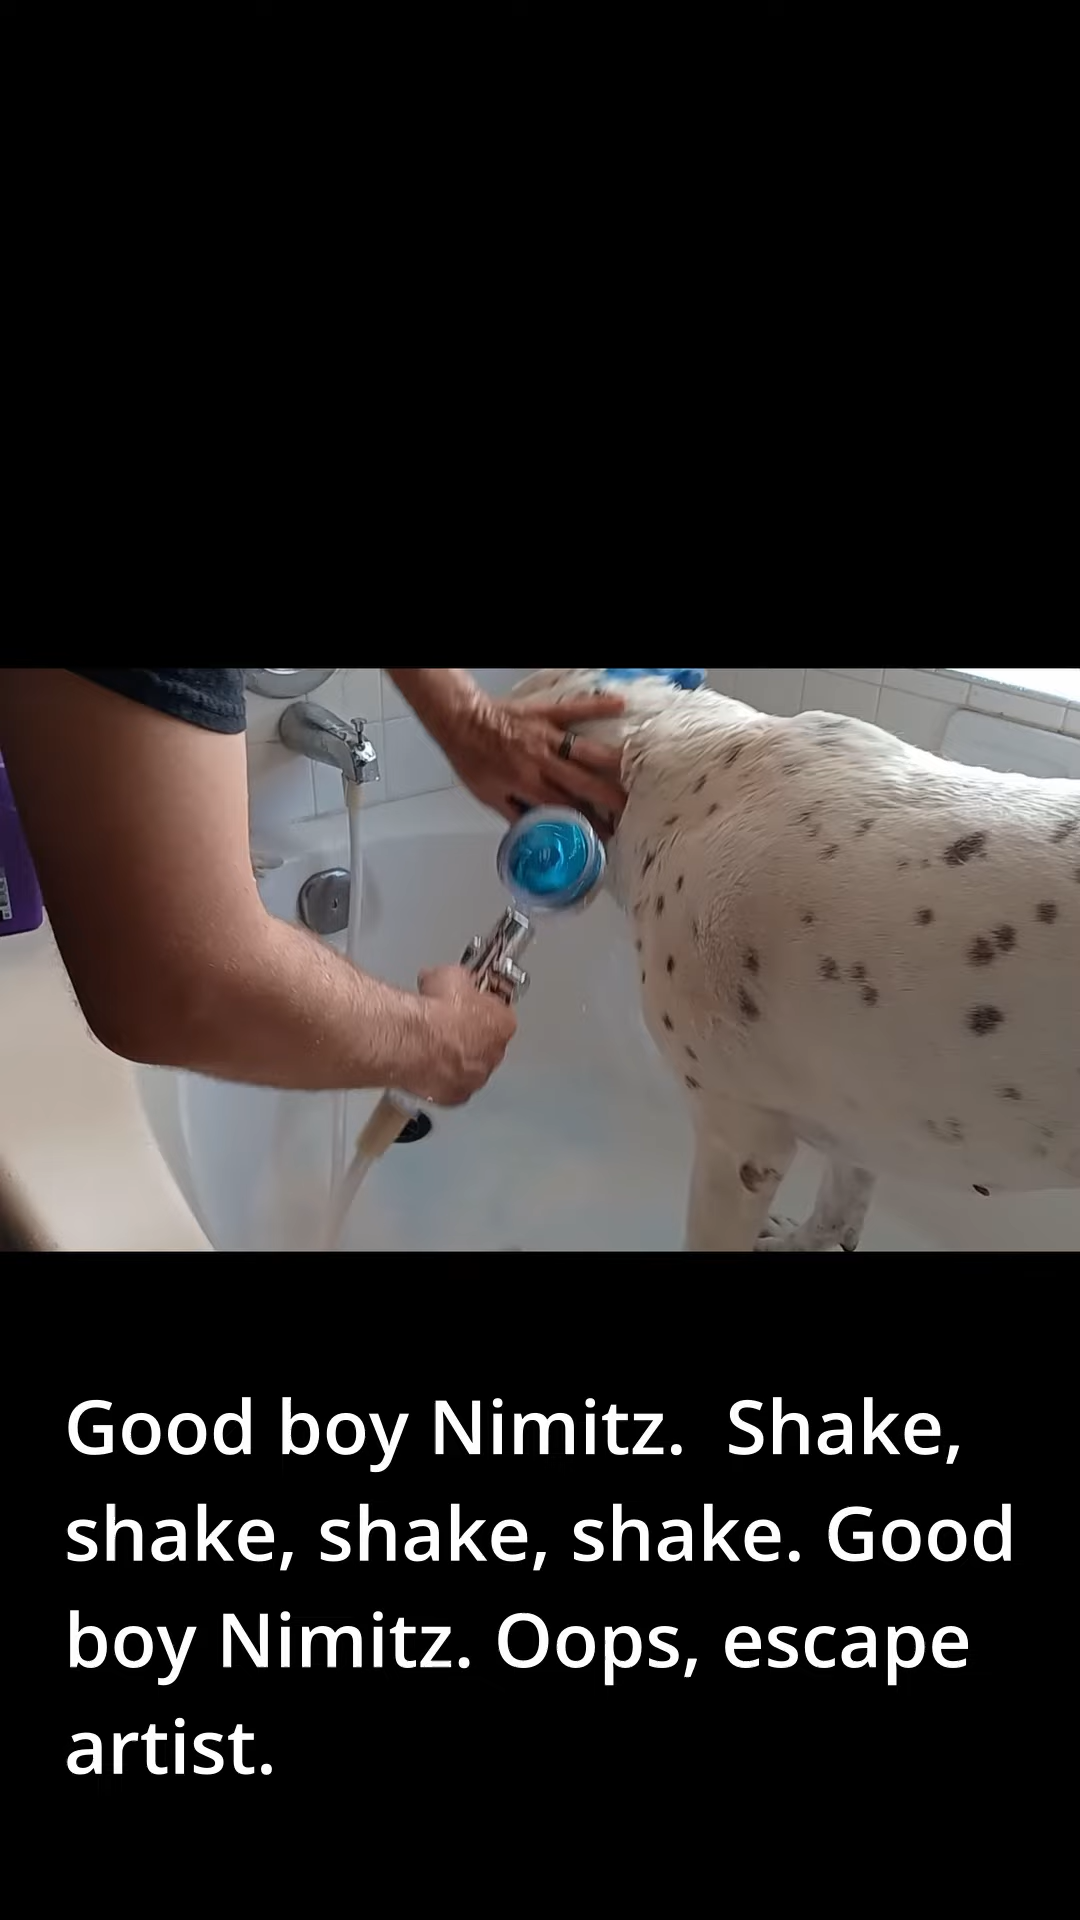 Good boy Nimitz.  Shake,
shake, shake, shake. Good
boy Nimitz. Oops, escape
artist.